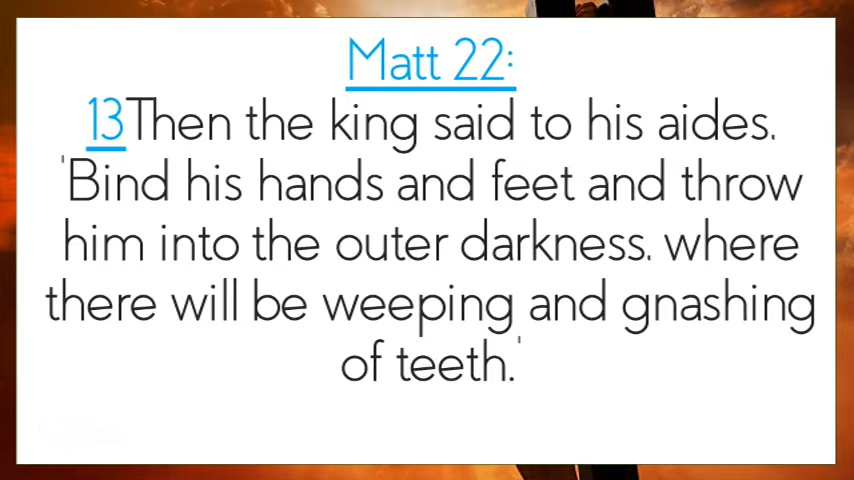 Matt 22:
13Then the king said to his aides,
'Bind his hands and feet and throw
him into the outer darkness, where
there will be weeping and gnashing
of teeth.'